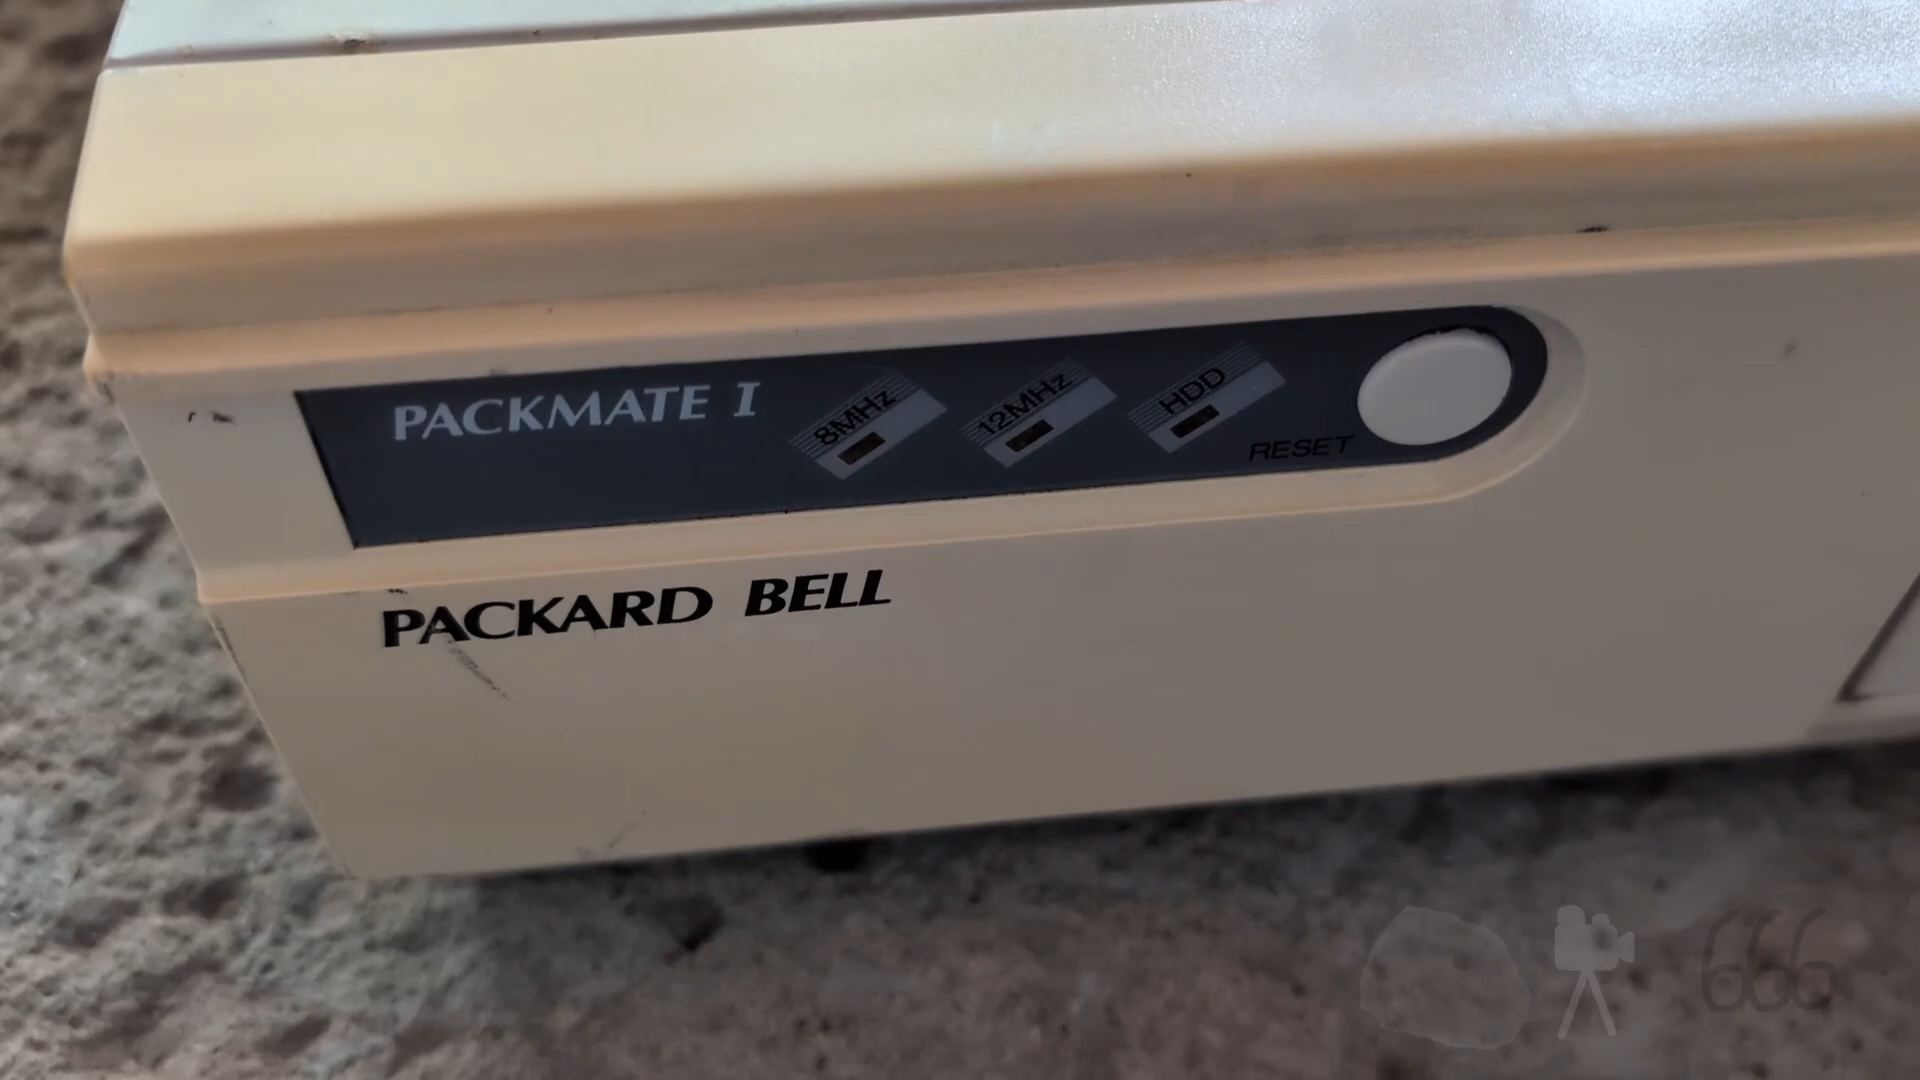 PACKMATE I
8MHz
12MHz
HDD
RESET
PACKARD BELL
666